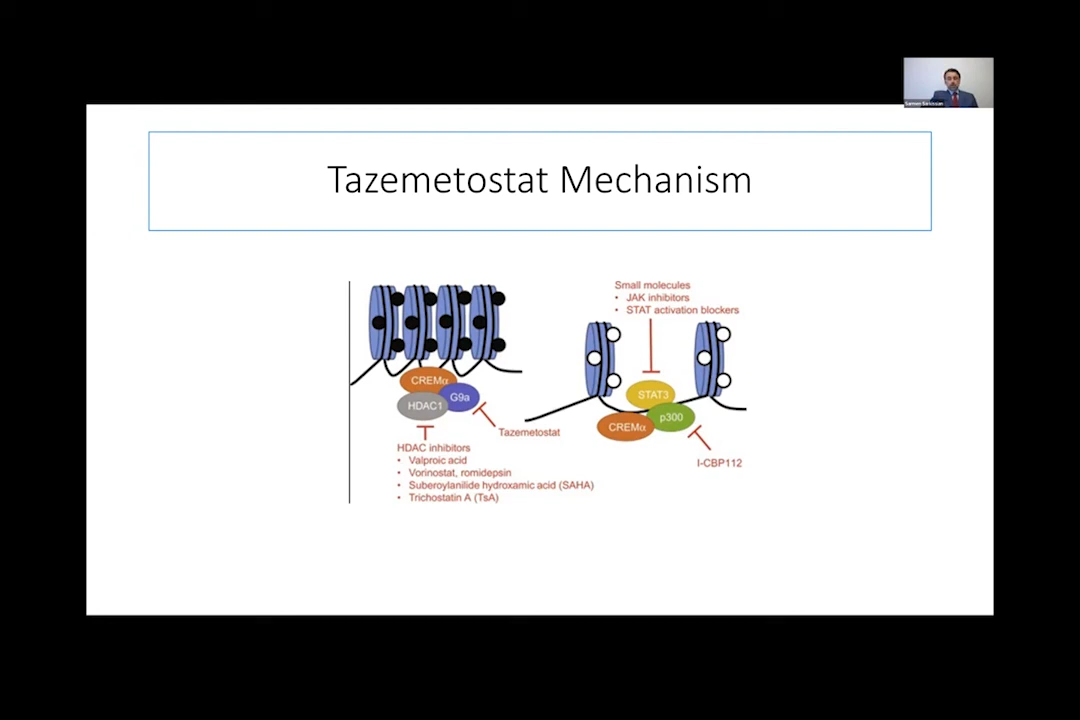 Tazemetostat Mechanism
Small molecules
• JAK inhibitors
• STAT activation blockers
CREMα
G9a
HDAC1
STAT3
p300
CREMα
Tazemetostat
HDAC inhibitors
• Valproic acid
• Vorinostat, romidepsin
• Suberoylanilide hydroxamic acid (SAHA)
• Trichostatin A (TsA)
I-CBP112